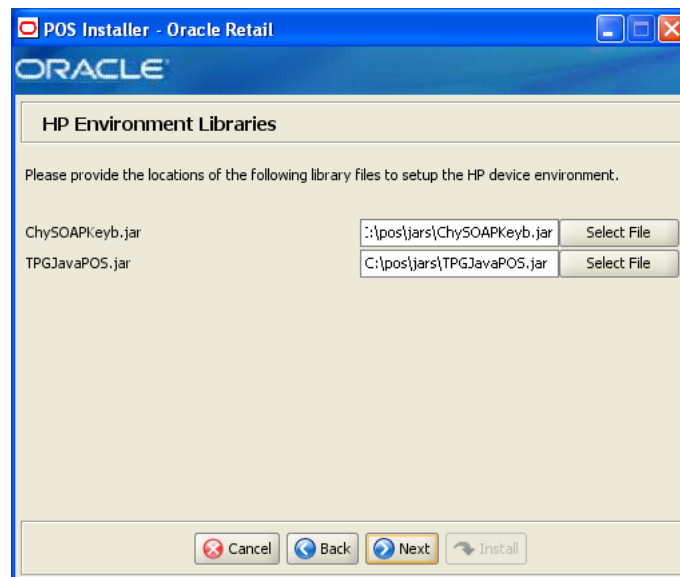 POS Installer - Oracle Retail
ORACLE
HP Environment Libraries
Please provide the locations of the following library files to setup the HP device environment.
ChySOAPKeyb.jar :\pos\jars\ChySOAPKeyb.jar Select File
TPGJavaPOS.jar C:\pos\jars\TPGJavaPOS.jar Select File
Cancel Back Next Install